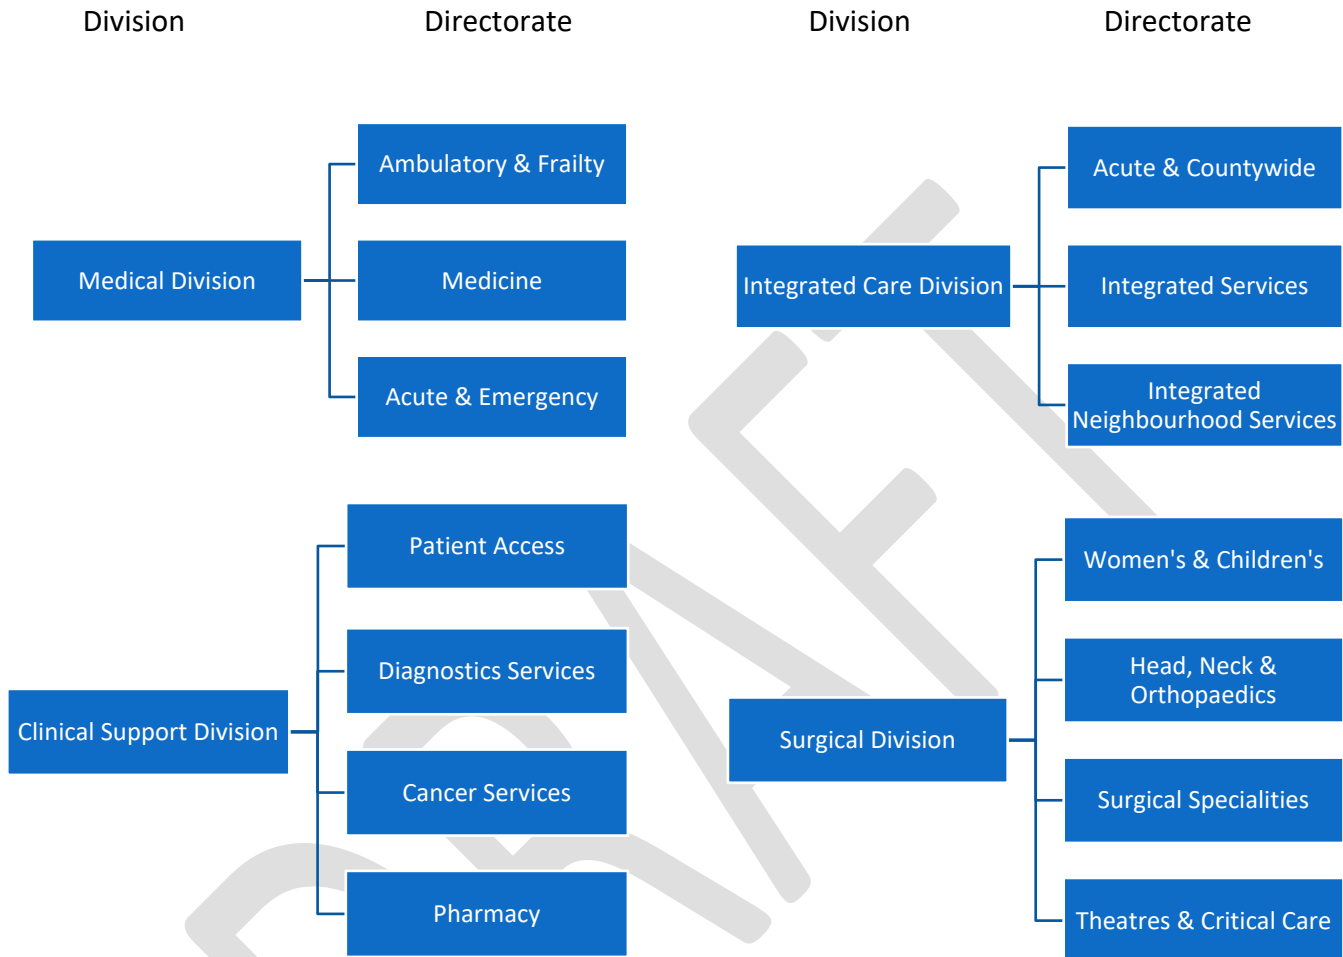 Division
Directorate
Division
Directorate
Medical Division
Ambulatory & Frailty
Medicine
Acute & Emergency
Integrated Care Division
Acute & Countywide
Integrated Services
Integrated
Neighbourhood Services
Clinical Support Division
Patient Access
Diagnostics Services
Cancer Services
Pharmacy
Surgical Division
Women's & Children's
Head, Neck &
Orthopaedics
Surgical Specialities
Theatres & Critical Care
DRAFT